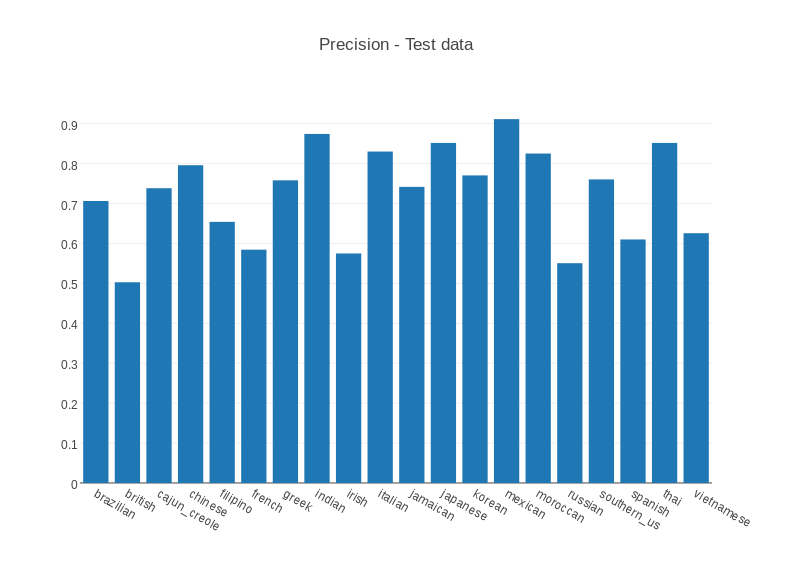 Precision - Test data
0.9
0.8
0.7
0.6
0.5
0.4
0.3
0.2
0.1
0
brazilian
british
cajun_creole
chinese
filipino
french
greek
indian
irish
italian
jamaican
japanese
korean
mexican
moroccan
russian
southern_us
spanish
thai
vietnamese